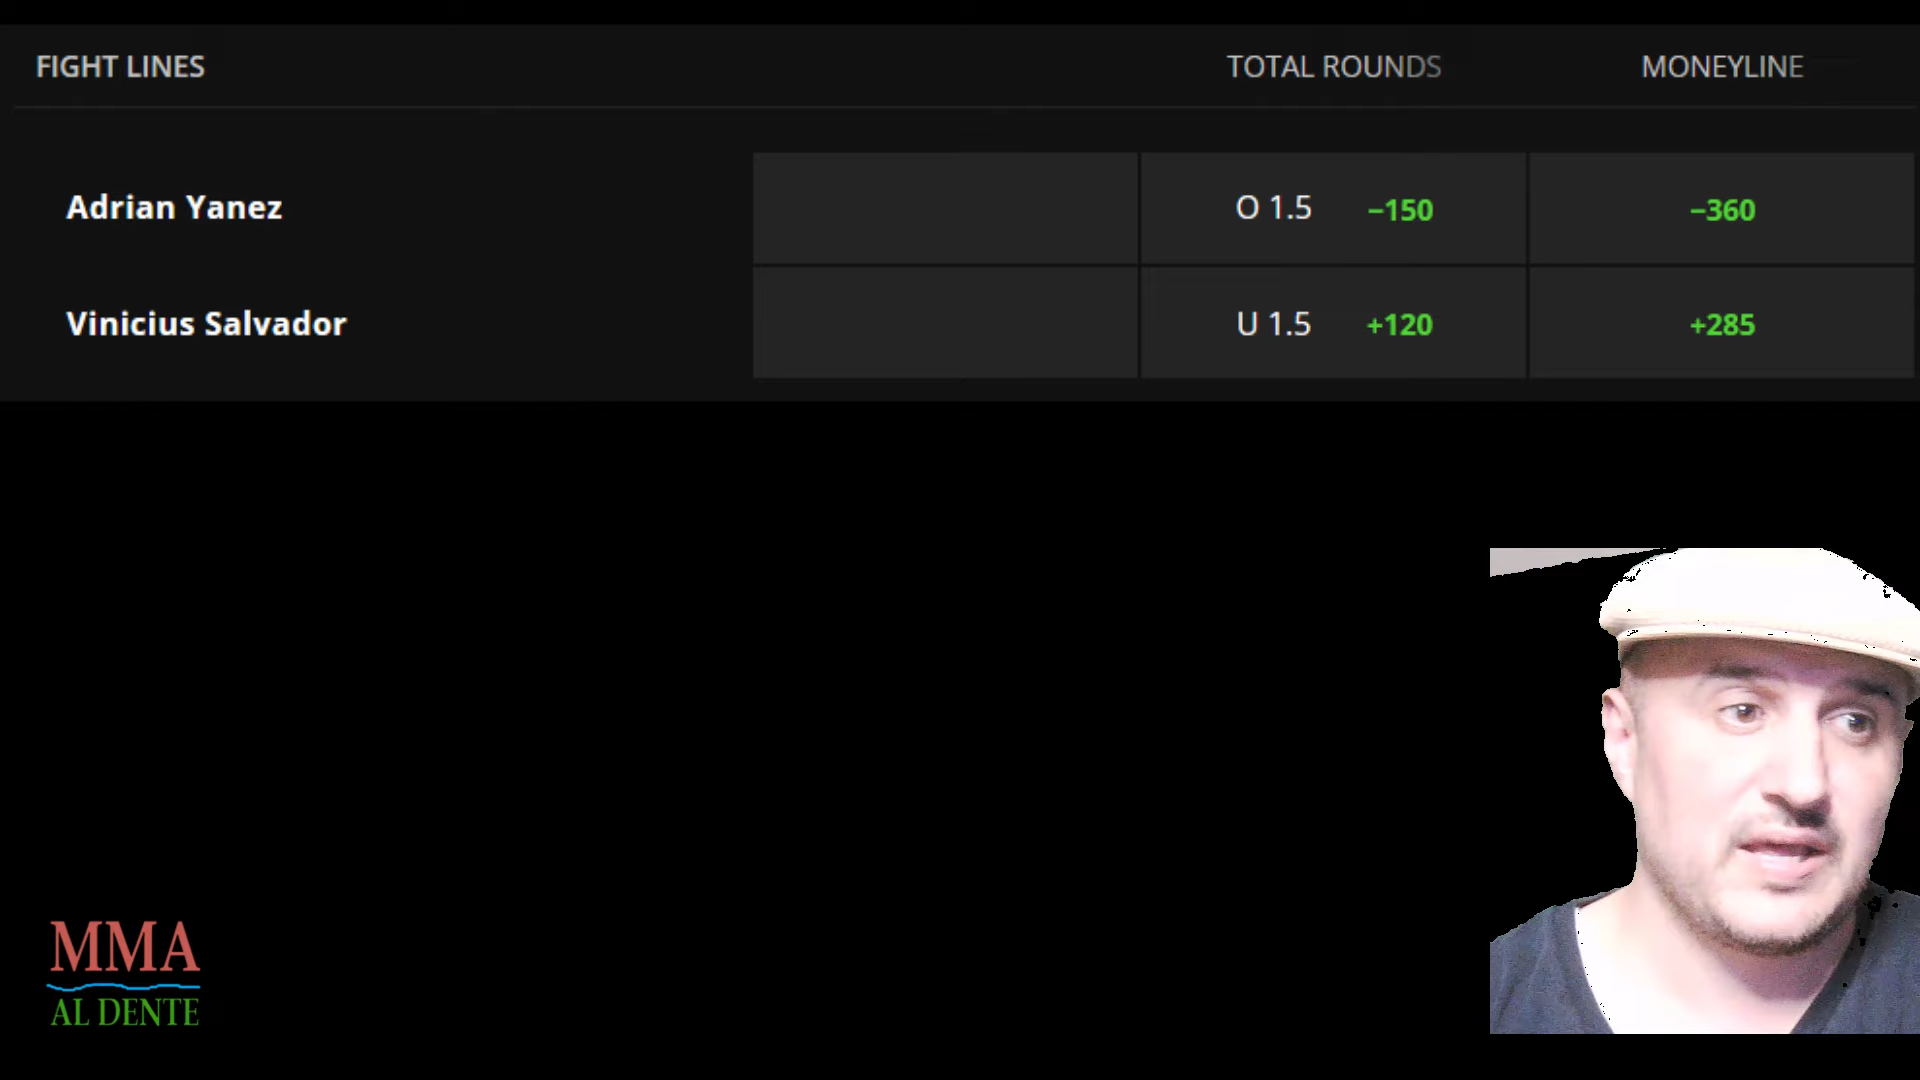 FIGHT LINES TOTAL ROUNDS MONEYLINE
Adrian Yanez O 1.5 −150 −360
Vinicius Salvador U 1.5 +120 +285
MMA
AL DENTE